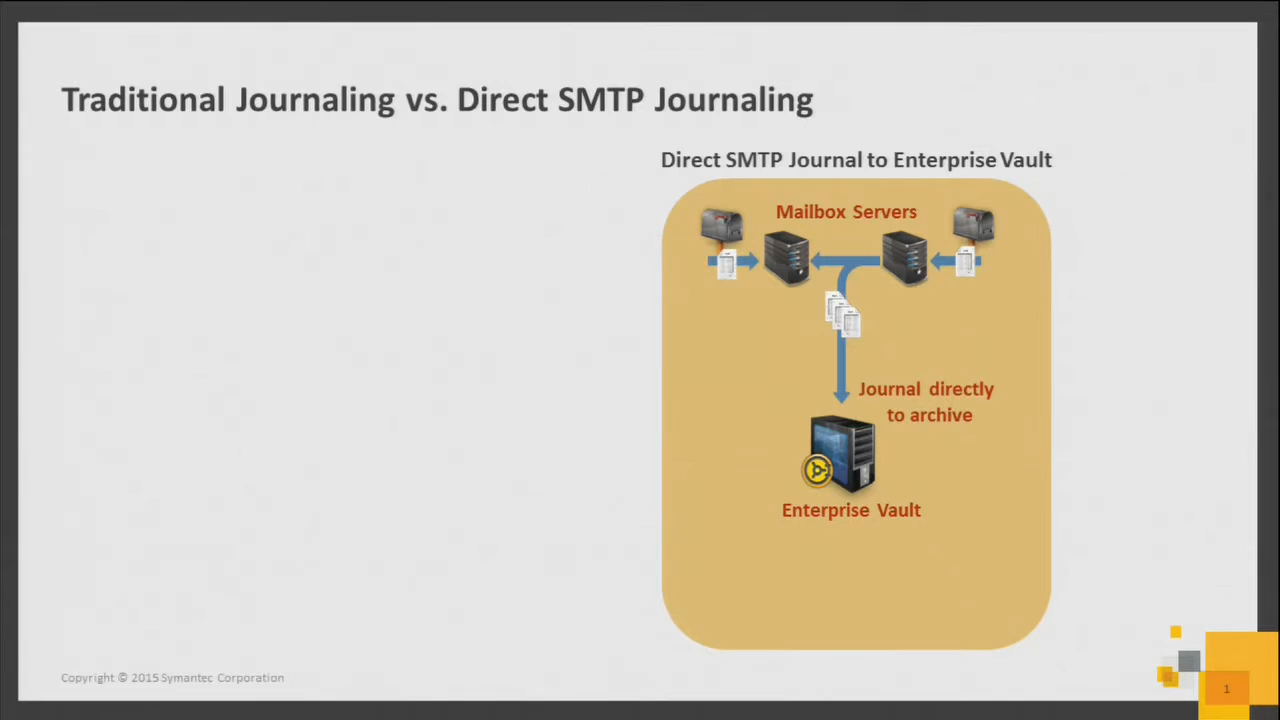 Traditional Journaling vs. Direct SMTP Journaling
Direct SMTP Journal to Enterprise Vault
Mailbox Servers
Journal directly
to archive
Enterprise Vault
Copyright © 2015 Symantec Corporation
1